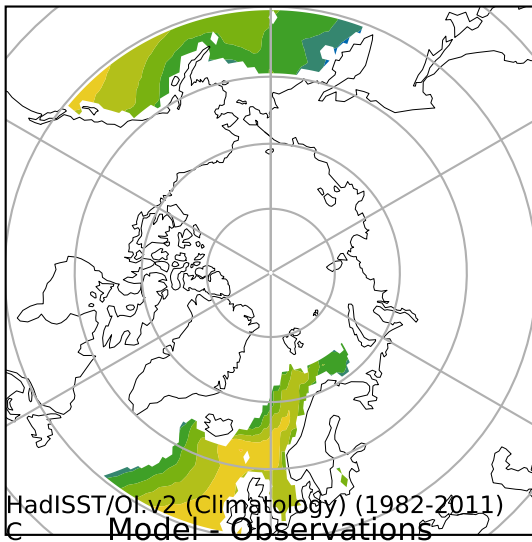 HadISST/OI.v2 (Climatology) (1982-2011)
C
Model - Observations